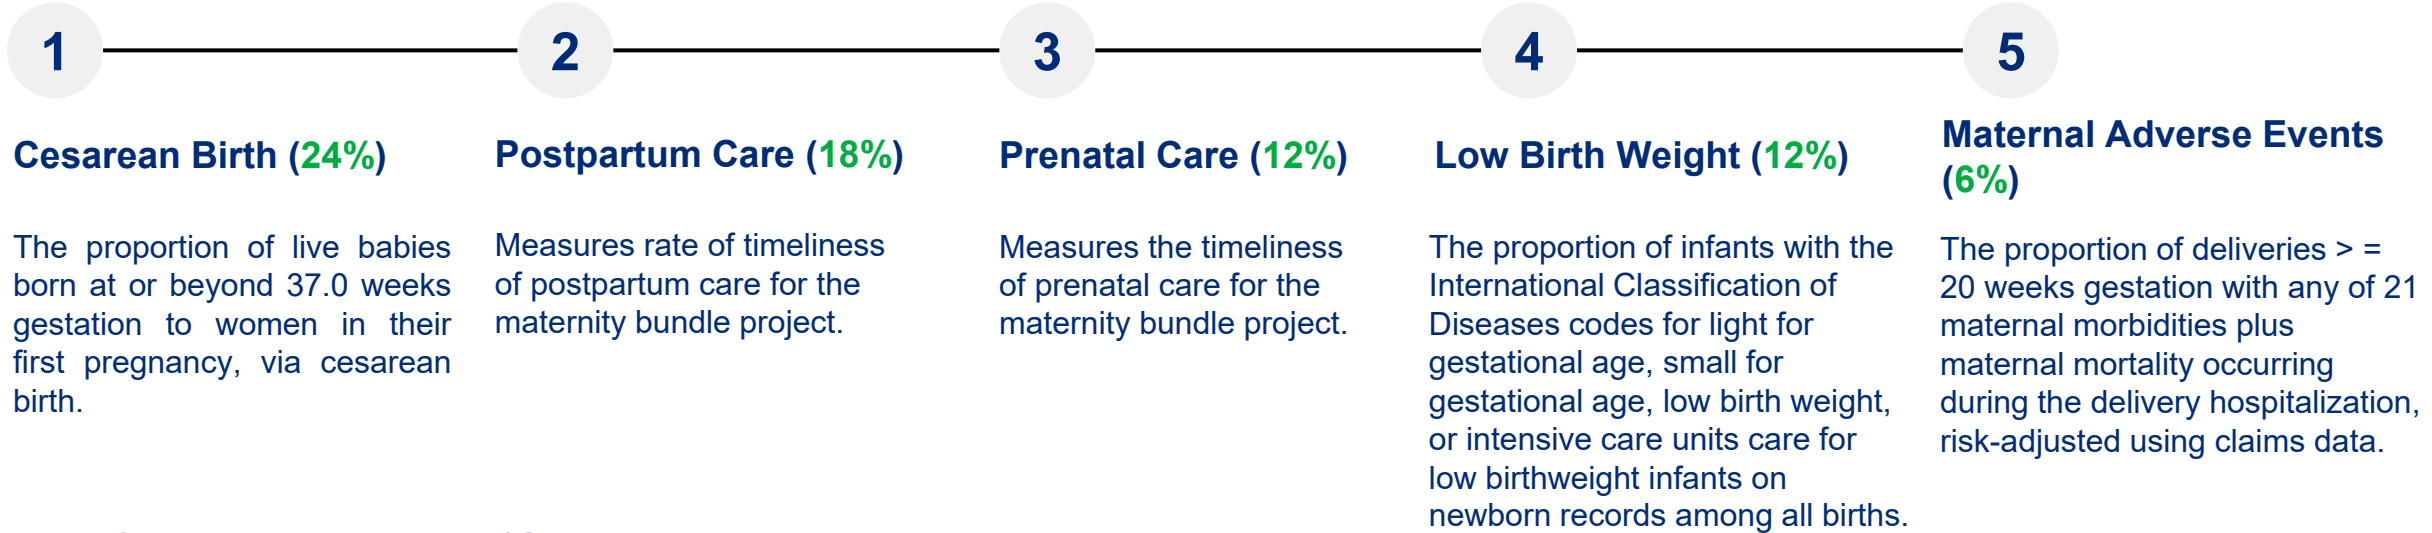 1
2
3
4
5
Cesarean Birth (24%)
The proportion of live babies
born at or beyond 37.0 weeks
gestation to women in their
first pregnancy, via cesarean
birth.
Postpartum Care (18%)
Measures rate of timeliness
of postpartum care for the
maternity bundle project.
Prenatal Care (12%)
Measures the timeliness
of prenatal care for the
maternity bundle project.
Low Birth Weight (12%)
The proportion of infants with the
International Classification of
Diseases codes for light for
gestational age, small for
gestational age, low birth weight,
or intensive care units care for
low birthweight infants on
newborn records among all births.
Maternal Adverse Events
(6%)
The proportion of deliveries > =
20 weeks gestation with any of 21
maternal morbidities plus
maternal mortality occurring
during the delivery hospitalization,
risk-adjusted using claims data.